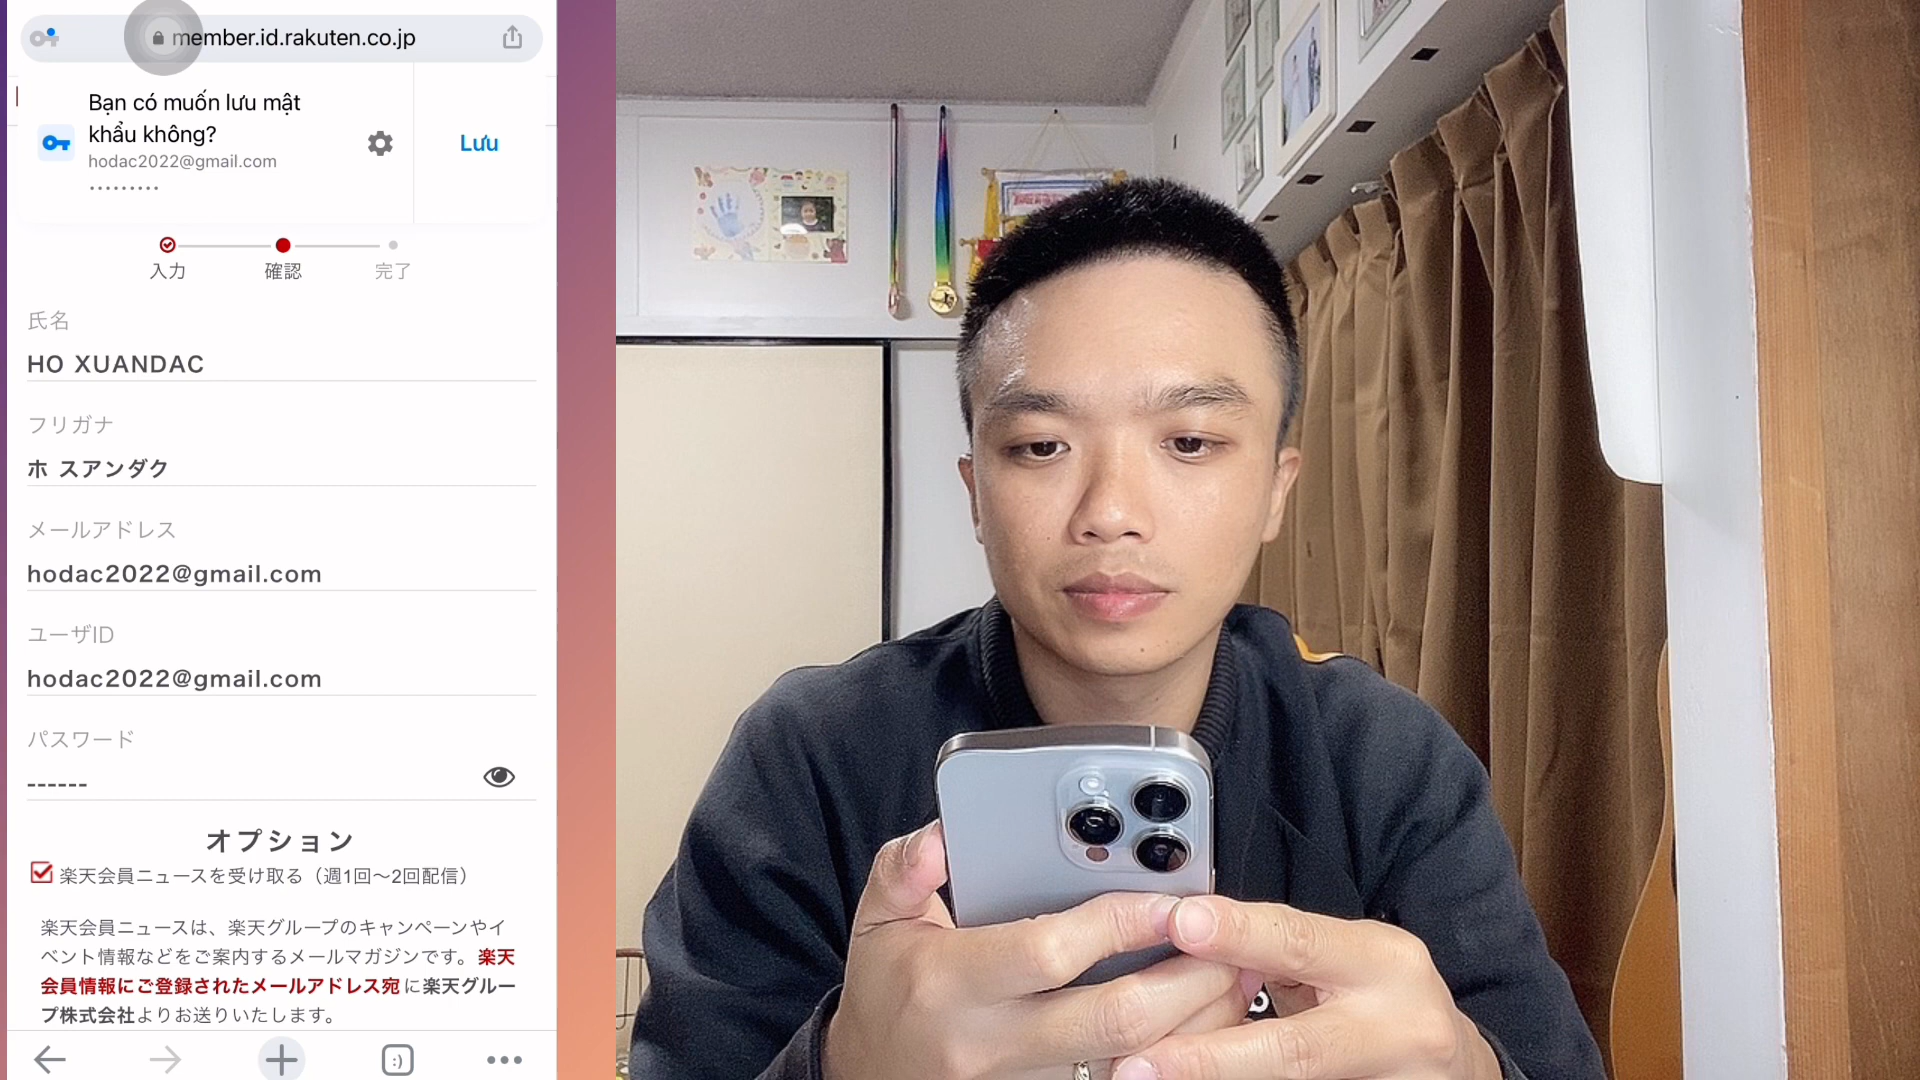 member.id.rakuten.co.jp
Bạn có muốn lưu mật
khẩu không?
hodac2022@gmail.com
•••••••••
Lưu
入力
確認
完了
氏名
HO XUANDAC
フリガナ
ホ スアンダク
メールアドレス
hodac2022@gmail.com
ユーザID
hodac2022@gmail.com
パスワード
------
オプション
楽天会員ニュースを受け取る（週1回〜2回配信）
楽天会員ニュースは、楽天グループのキャンペーンやイ
ベント情報などをご案内するメールマガジンです。楽天
会員情報にご登録されたメールアドレス宛に楽天グルー
プ株式会社よりお送りいたします。
:)